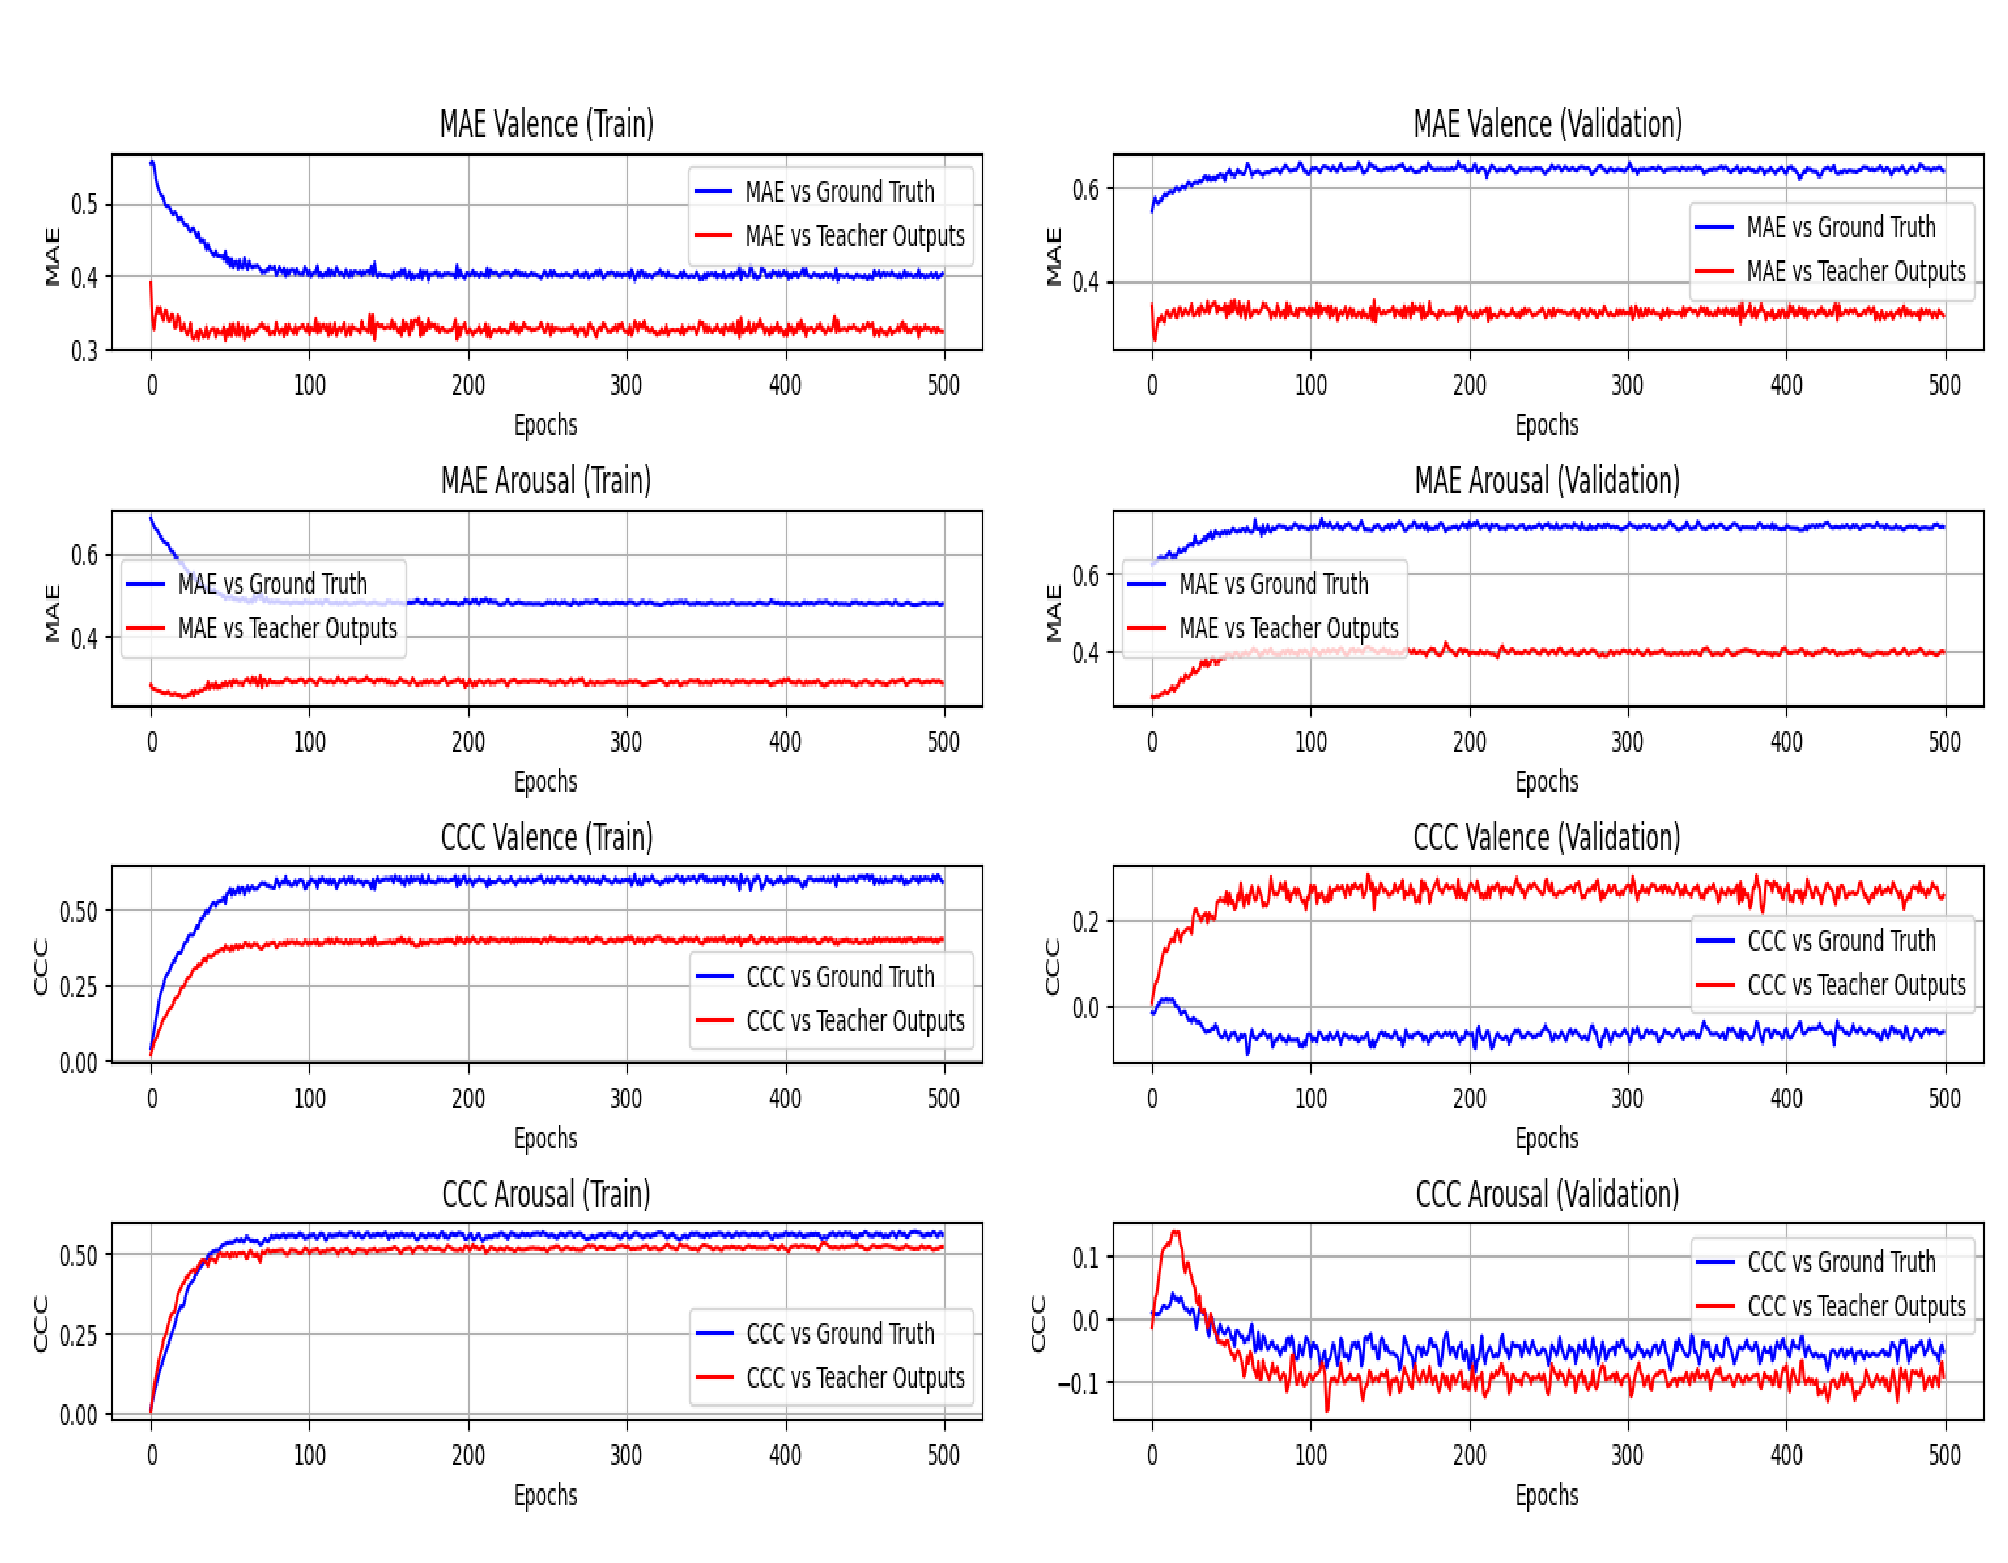 MAE Valence (Train)
MAE
0.5
0.4
0.3
MAE vs Ground Truth
MAE vs Teacher Outputs
0 100 200 300 400 500
Epochs
MAE Valence (Validation)
MAE
0.6
0.4
MAE vs Ground Truth
MAE vs Teacher Outputs
0 100 200 300 400 500
Epochs
MAE Arousal (Train)
MAE
0.6
0.4
MAE vs Ground Truth
MAE vs Teacher Outputs
0 100 200 300 400 500
Epochs
MAE Arousal (Validation)
MAE
0.6
0.4
MAE vs Ground Truth
MAE vs Teacher Outputs
0 100 200 300 400 500
Epochs
CCC Valence (Train)
CCC
0.50
0.25
0.00
CCC vs Ground Truth
CCC vs Teacher Outputs
0 100 200 300 400 500
Epochs
CCC Valence (Validation)
CCC
0.2
0.0
CCC vs Ground Truth
CCC vs Teacher Outputs
0 100 200 300 400 500
Epochs
CCC Arousal (Train)
CCC
0.50
0.25
0.00
CCC vs Ground Truth
CCC vs Teacher Outputs
0 100 200 300 400 500
Epochs
CCC Arousal (Validation)
CCC
0.1
0.0
−0.1
CCC vs Ground Truth
CCC vs Teacher Outputs
0 100 200 300 400 500
Epochs